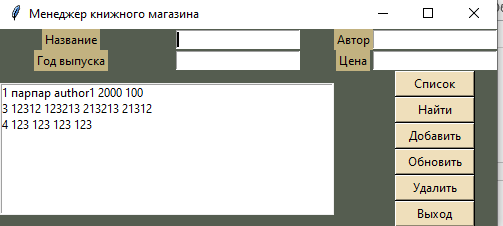 Менеджер книжного магазина
Название Автор
Год выпуска Цена
1 парпар author1 2000 100
3 12312 123213 213213 21312
4 123 123 123 123
Список
Найти
Добавить
Обновить
Удалить
Выход